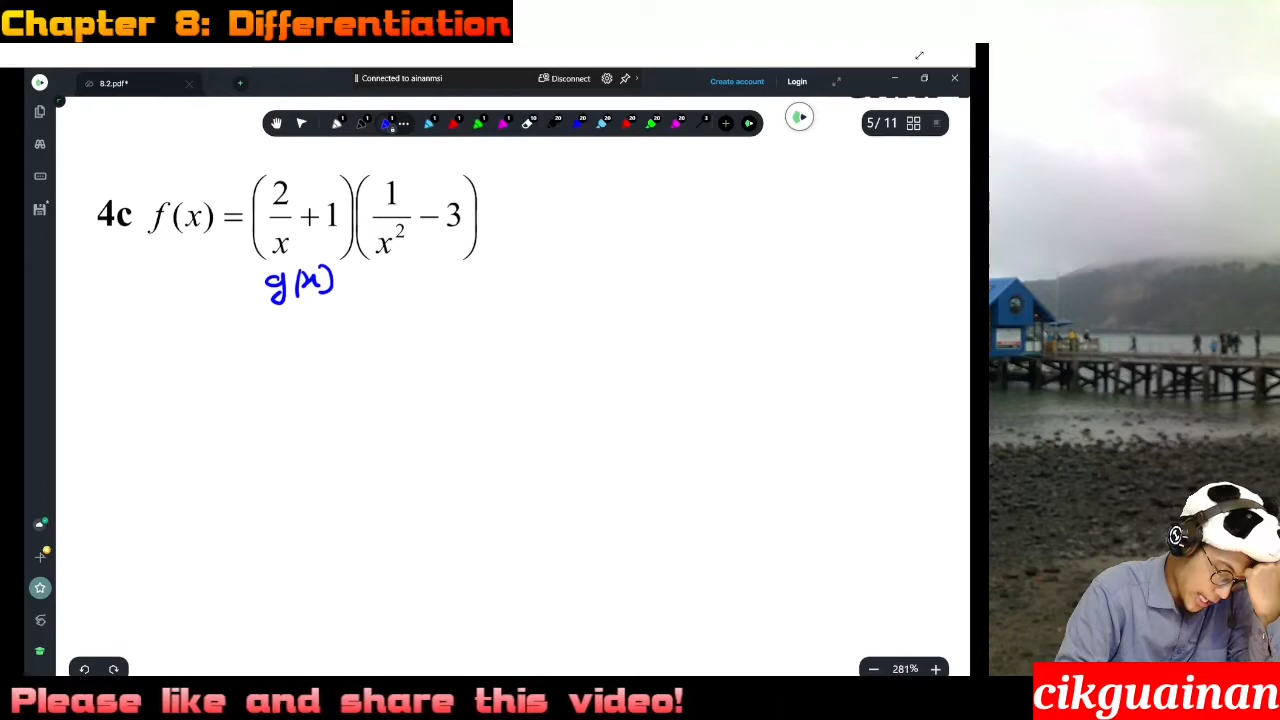 Chapter 8: Differentiation
8.2.pdf*
Connected to ainanmsi
Disconnect
Create account
Login
5/ 11
4c f(x) = (2/x + 1)(1/x² − 3)
g(x)
281%
Please like and share this video!
cikguainan